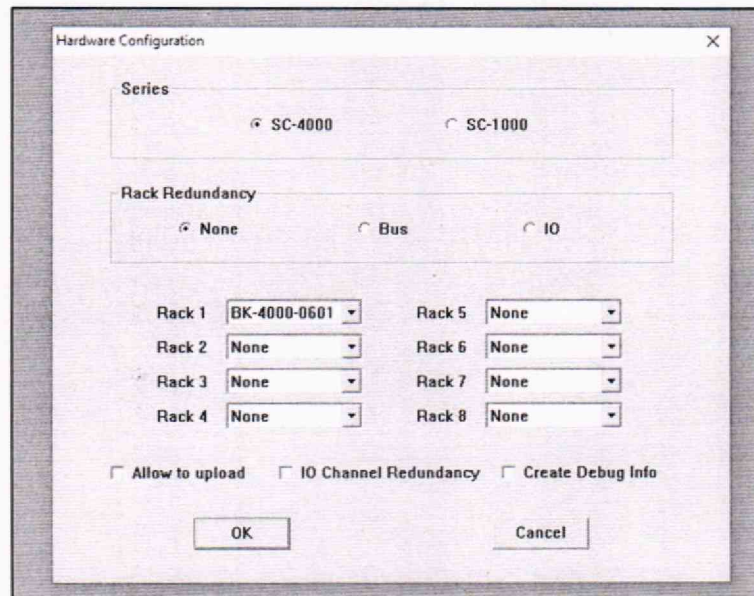 Hardware Configuration
Series
SC-4000 SC-1000
Rack Redundancy
None Bus IO
Rack 1 BK-4000-0601 Rack 5 None
Rack 2 None Rack 6 None
Rack 3 None Rack 7 None
Rack 4 None Rack 8 None
Allow to upload IO Channel Redundancy Create Debug Info
OK Cancel